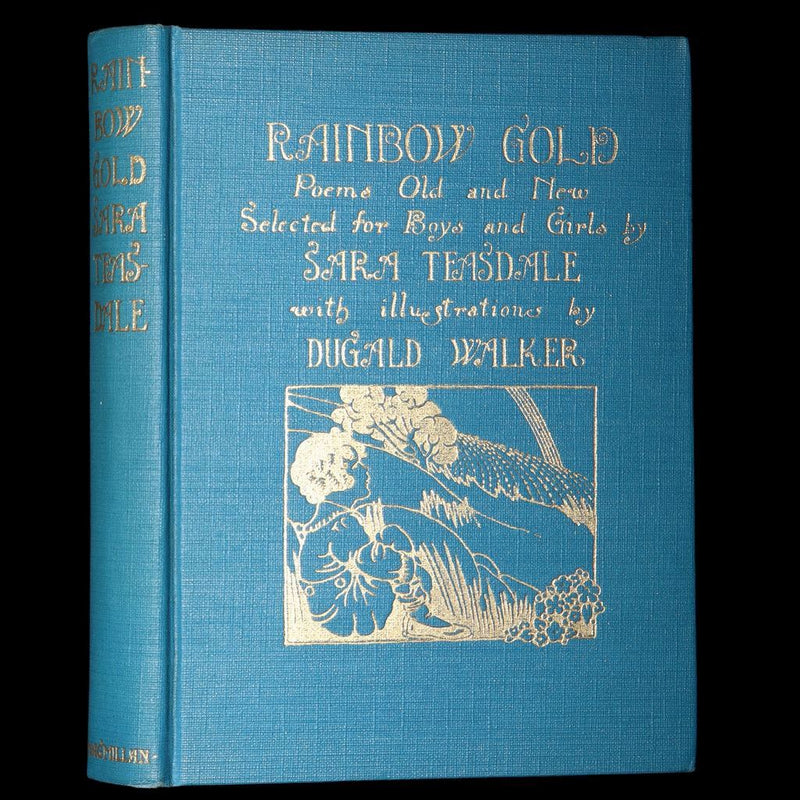 RAIN-
BOW
GOLD
SARA
TEAS-
DALE
MACMILLAN
RAINBOW GOLD
Poems Old and New
Selected for Boys and Girls by
SARA TEASDALE
with illustrations by
DUGALD WALKER